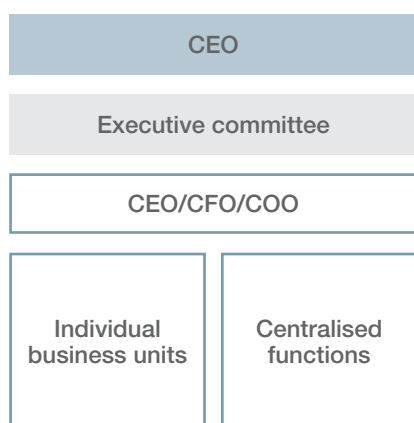 CEO
Executive committee
CEO/CFO/COO
Individual
business units
Centralised
functions